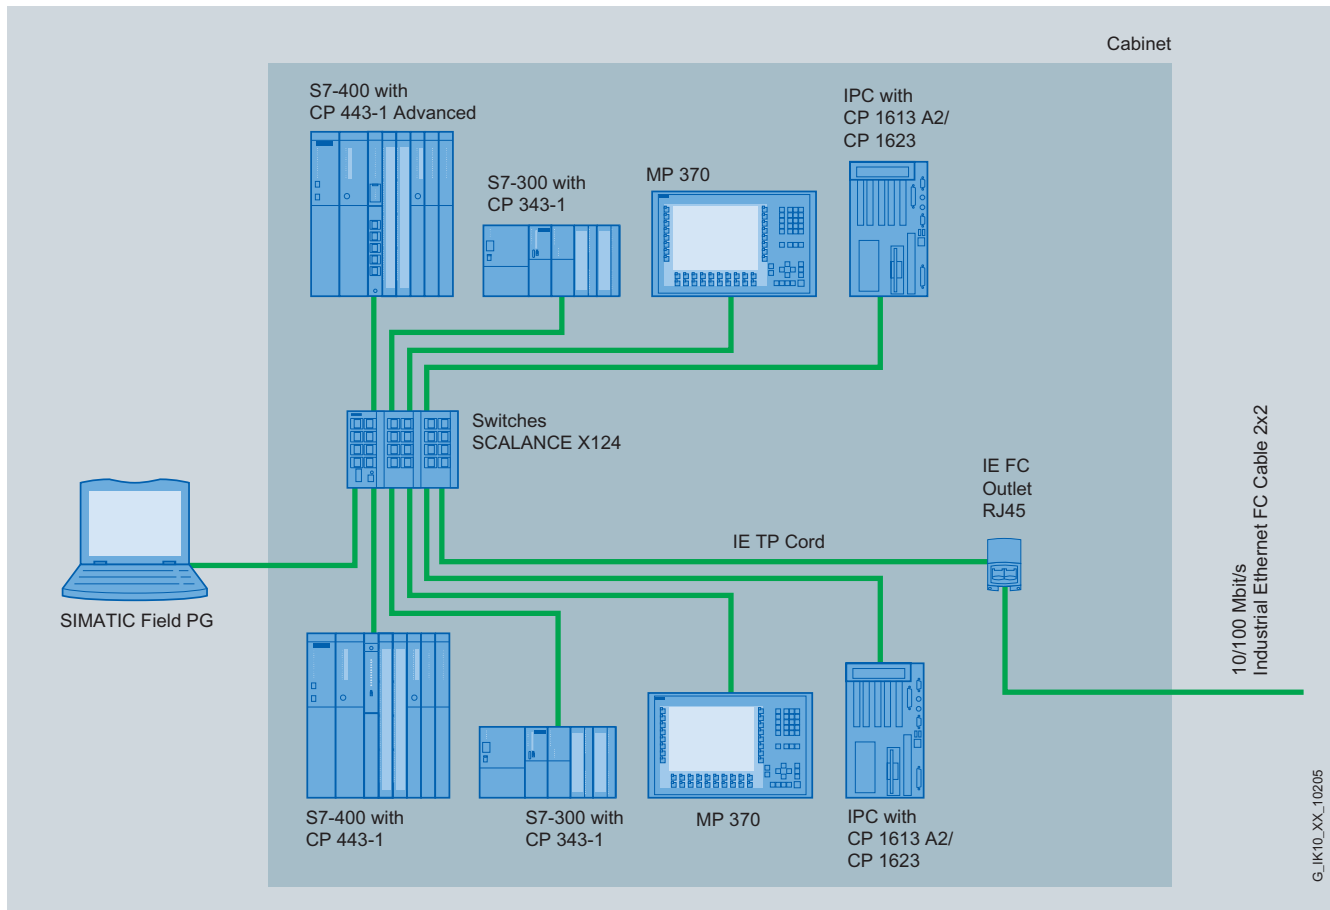 Cabinet
S7-400 with
CP 443-1 Advanced
S7-300 with
CP 343-1
MP 370
IPC with
CP 1613 A2/
CP 1623
Switches
SCALANCE X124
IE FC
Outlet
RJ45
IE TP Cord
SIMATIC Field PG
10/100 Mbit/s
Industrial Ethernet FC Cable 2x2
S7-400 with
CP 443-1
S7-300 with
CP 343-1
MP 370
IPC with
CP 1613 A2/
CP 1623
G_IK10_XX_10205